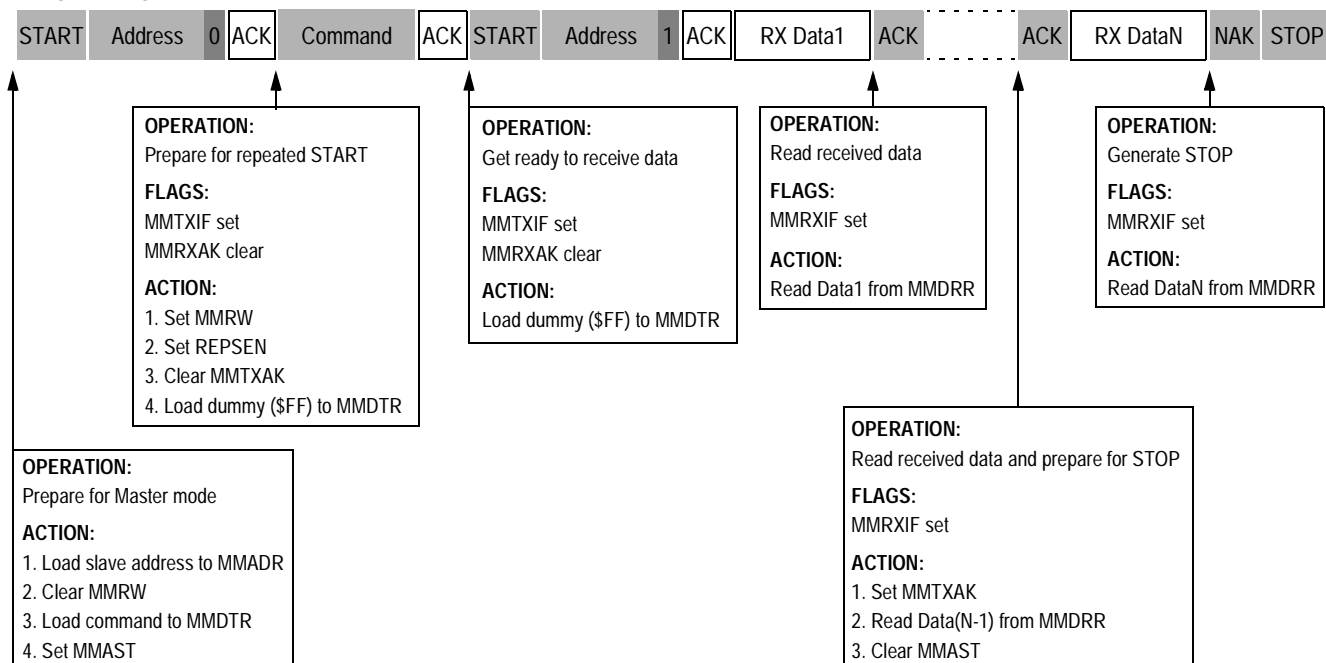 START Address 0 ACK Command ACK START Address 1 ACK RX Data1 ACK ACK RX DataN NAK STOP
OPERATION:
Prepare for repeated START
FLAGS:
MMTXIF set
MMRXAK clear
ACTION:
1. Set MMRW
2. Set REPSEN
3. Clear MMTXAK
4. Load dummy ($FF) to MMDTR
OPERATION:
Get ready to receive data
FLAGS:
MMTXIF set
MMRXAK clear
ACTION:
Load dummy ($FF) to MMDTR
OPERATION:
Read received data
FLAGS:
MMRXIF set
ACTION:
Read Data1 from MMDRR
OPERATION:
Generate STOP
FLAGS:
MMRXIF set
ACTION:
Read DataN from MMDRR
OPERATION:
Prepare for Master mode
ACTION:
1. Load slave address to MMADR
2. Clear MMRW
3. Load command to MMDTR
4. Set MMAST
OPERATION:
Read received data and prepare for STOP
FLAGS:
MMRXIF set
ACTION:
1. Set MMTXAK
2. Read Data(N-1) from MMDRR
3. Clear MMAST